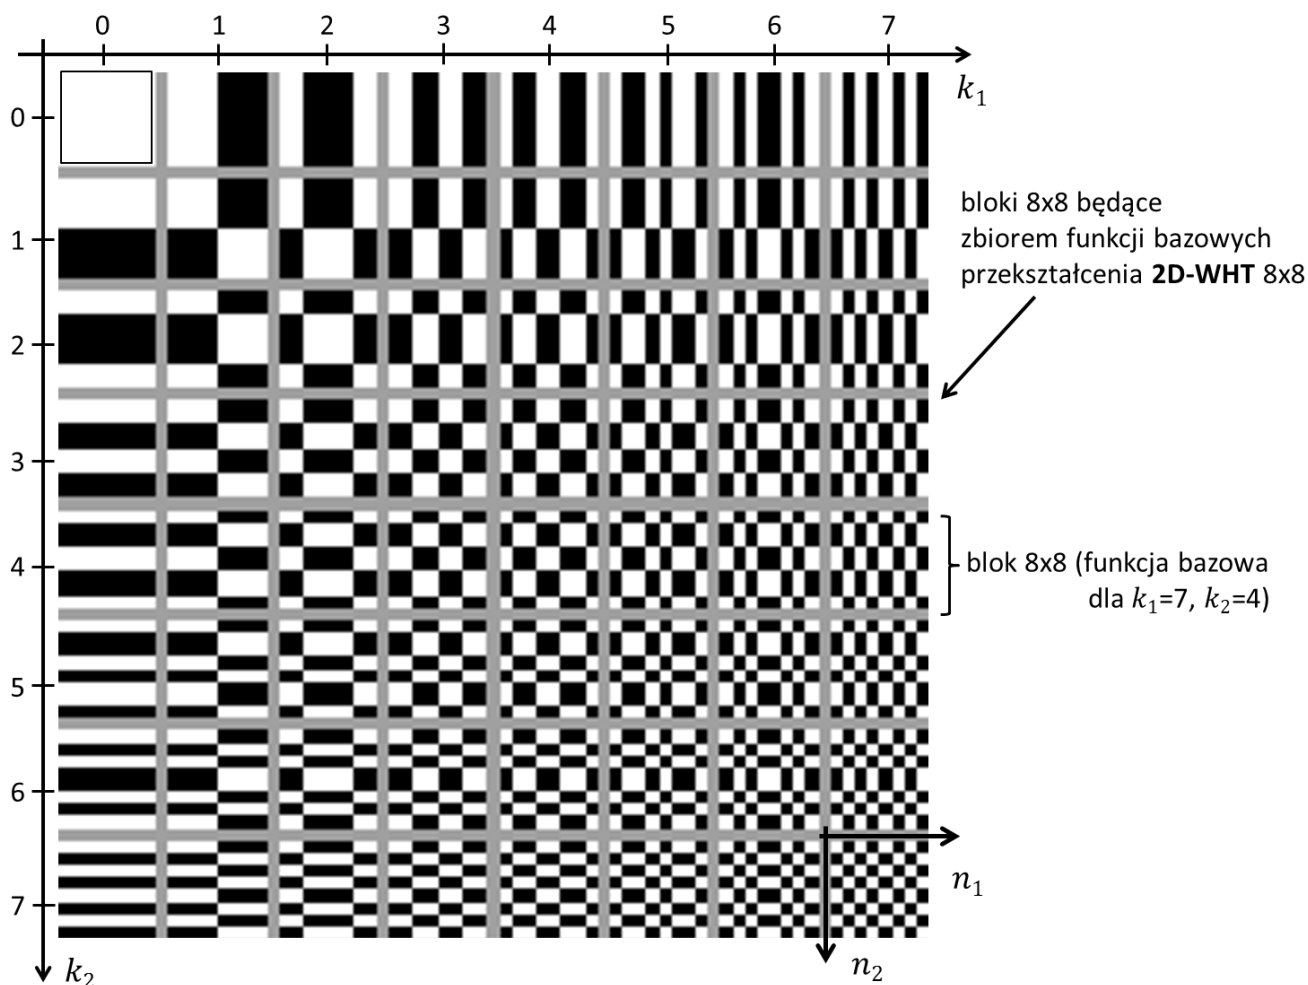 0 1 2 3 4 5 6 7
k₁
0
1
2
3
4
5
6
7
k₂
bloki 8x8 będące
zbiorem funkcji bazowych
przekształcenia 2D-WHT 8x8
blok 8x8 (funkcja bazowa
dla k₁=7, k₂=4)
n₁
n₂